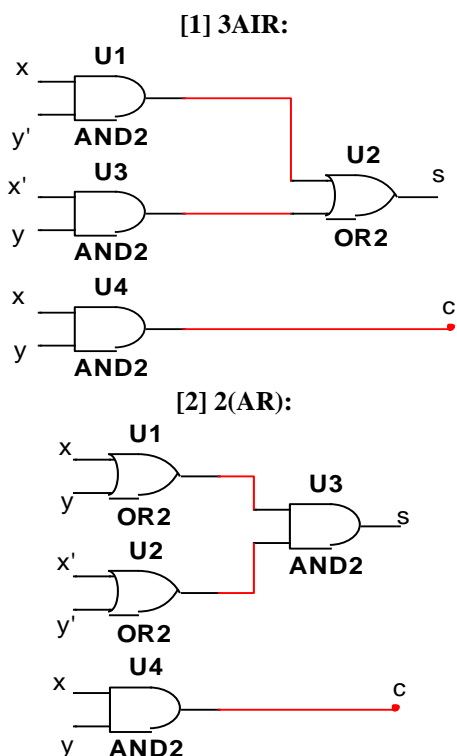 [1] 3AIR:
U1
x
y'
AND2
U3
x'
y
AND2
U2
s
OR2
U4
x
y
AND2
c
[2] 2(AR):
U1
x
y
OR2
U2
x'
y'
OR2
U3
s
AND2
U4
x
y
AND2
c